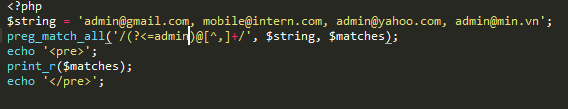 <?php
$string = 'admin@gmail.com, mobile@intern.com, admin@yahoo.com, admin@min.vn';
preg_match_all('/(?<=admin)@[^,]+/', $string, $matches);
echo '<pre>';
print_r($matches);
echo '</pre>';